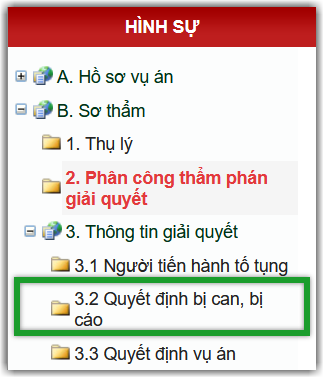 HÌNH SỰ
A. Hồ sơ vụ án
B. Sơ thẩm
1. Thụ lý
2. Phân công thẩm phán
giải quyết
3. Thông tin giải quyết
3.1 Người tiến hành tố tụng
3.2 Quyết định bị can, bị
cáo
3.3 Quyết định vụ án